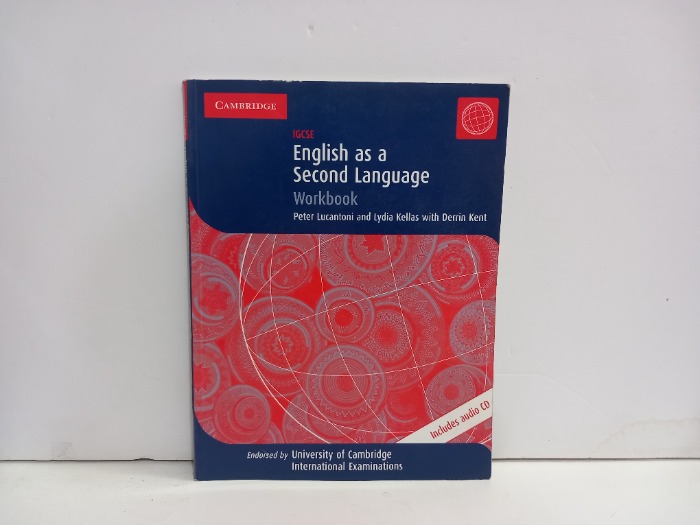 CAMBRIDGE
IGCSE
English as a
Second Language
Workbook
Peter Lucantoni and Lydia Kellas with Derrin Kent
Includes audio CD
Endorsed by University of Cambridge
International Examinations